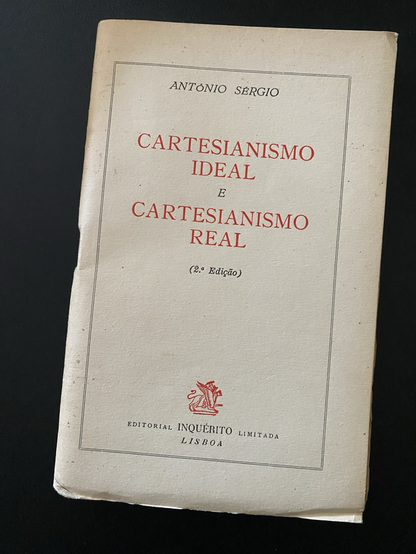 ANTÓNIO SÉRGIO
CARTESIANISMO
IDEAL
E
CARTESIANISMO
REAL
(2.ª Edição)
EDITORIAL INQUÉRITO LIMITADA
LISBOA